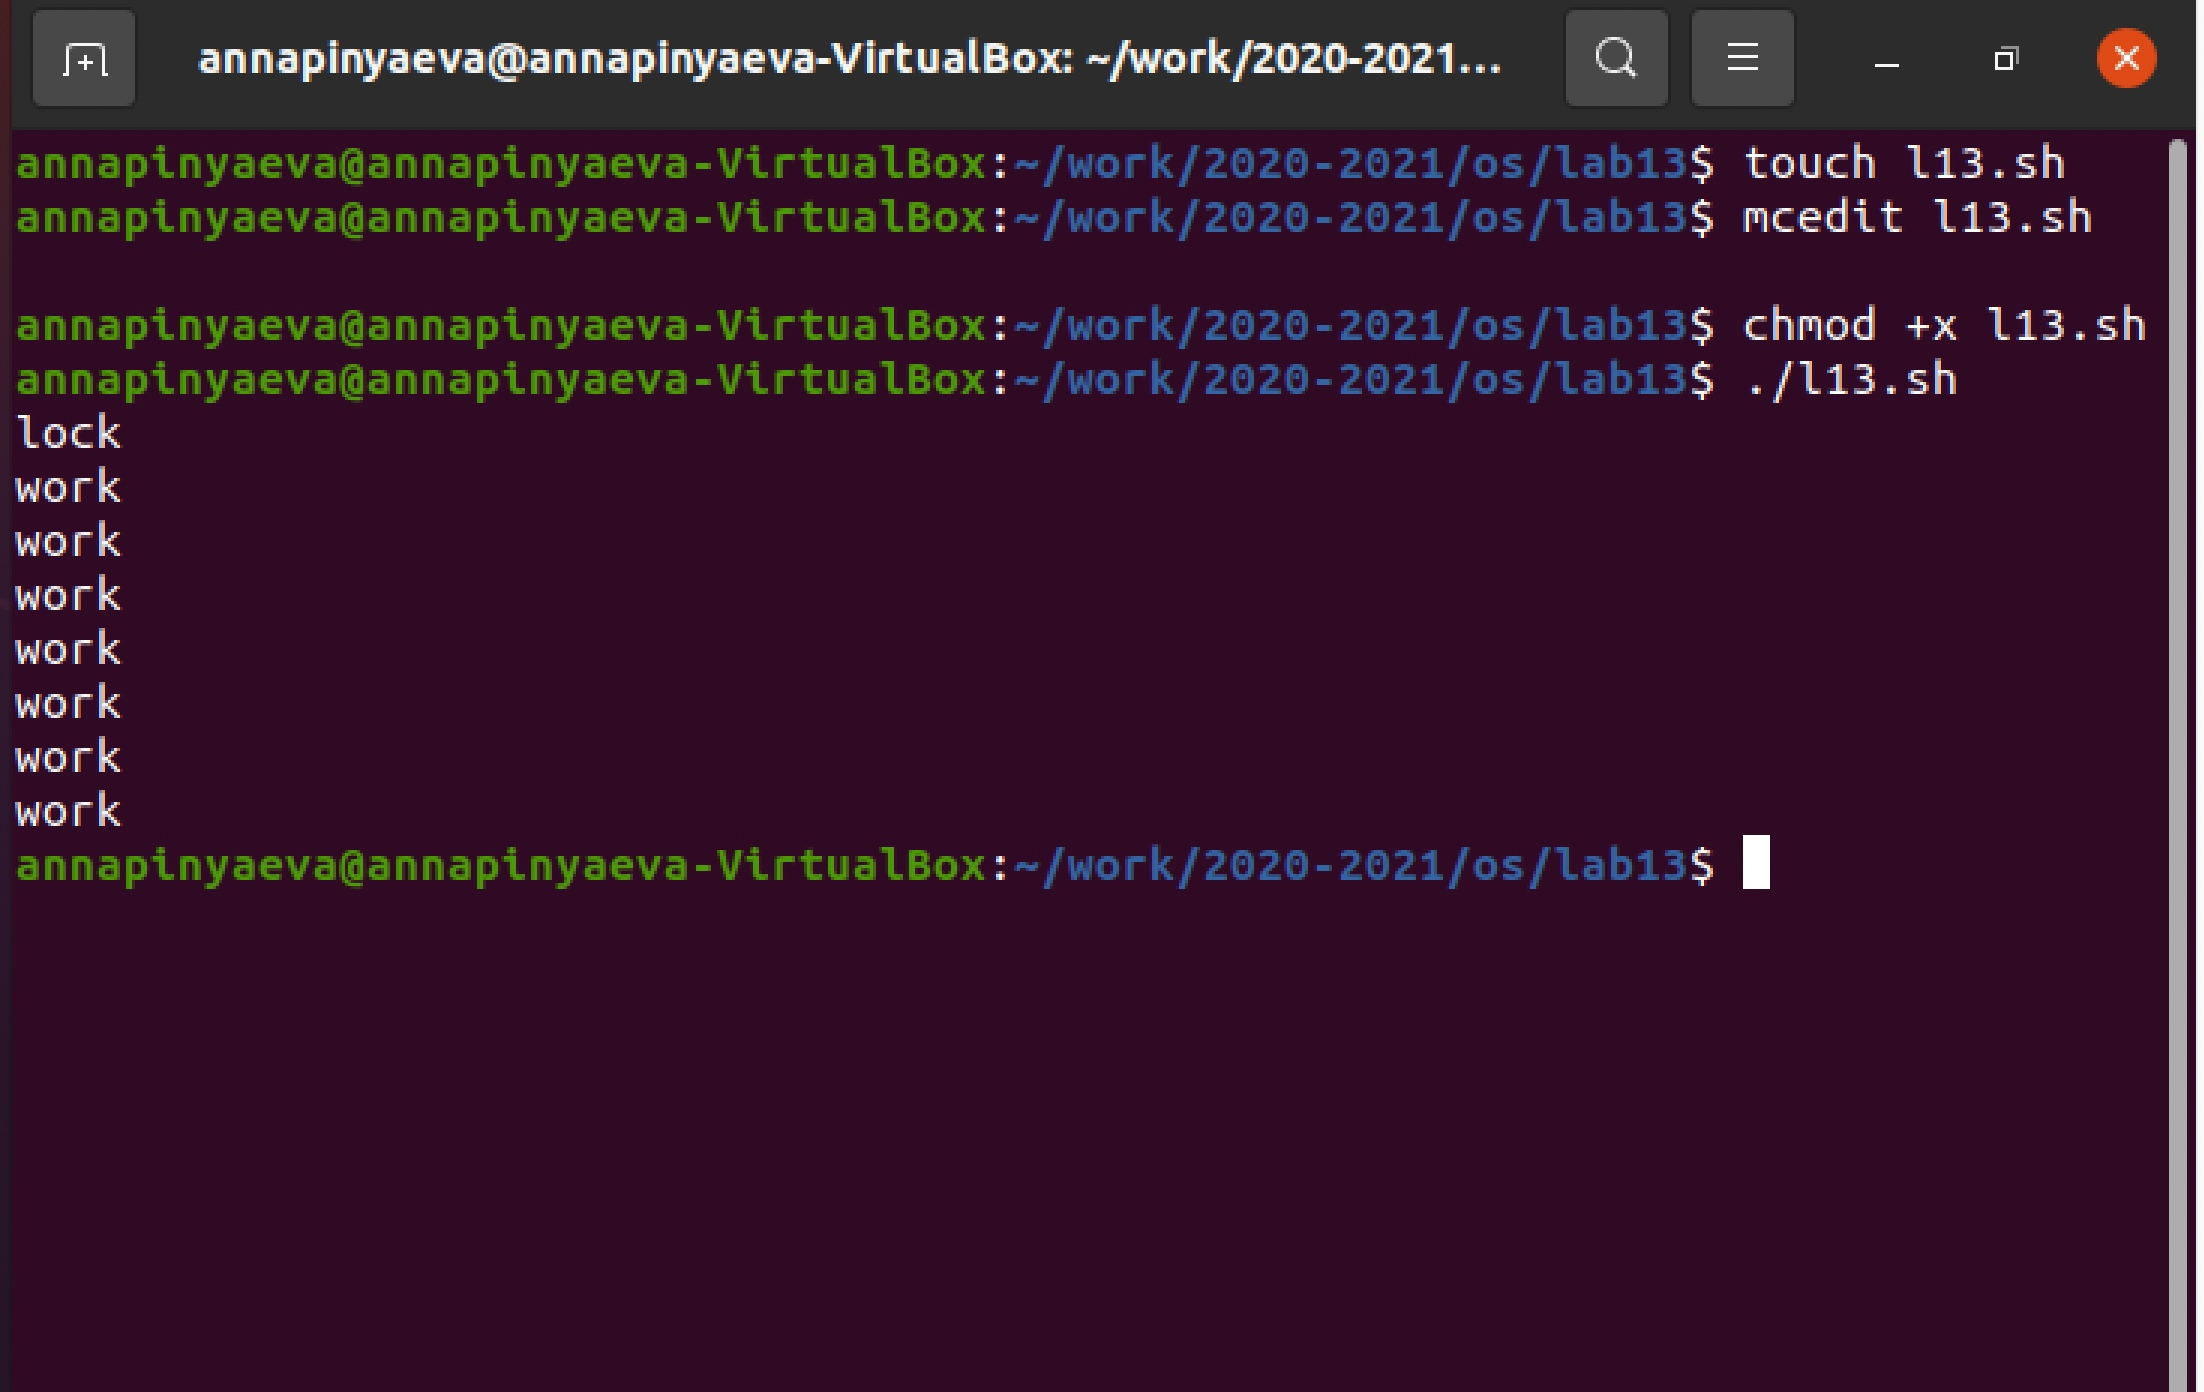 annapinyaeva@annapinyaeva-VirtualBox: ~/work/2020-2021...
annapinyaeva@annapinyaeva-VirtualBox:~/work/2020-2021/os/lab13$ touch l13.sh
annapinyaeva@annapinyaeva-VirtualBox:~/work/2020-2021/os/lab13$ mcedit l13.sh
annapinyaeva@annapinyaeva-VirtualBox:~/work/2020-2021/os/lab13$ chmod +x l13.sh
annapinyaeva@annapinyaeva-VirtualBox:~/work/2020-2021/os/lab13$ ./l13.sh
lock
work
work
work
work
work
work
work
annapinyaeva@annapinyaeva-VirtualBox:~/work/2020-2021/os/lab13$